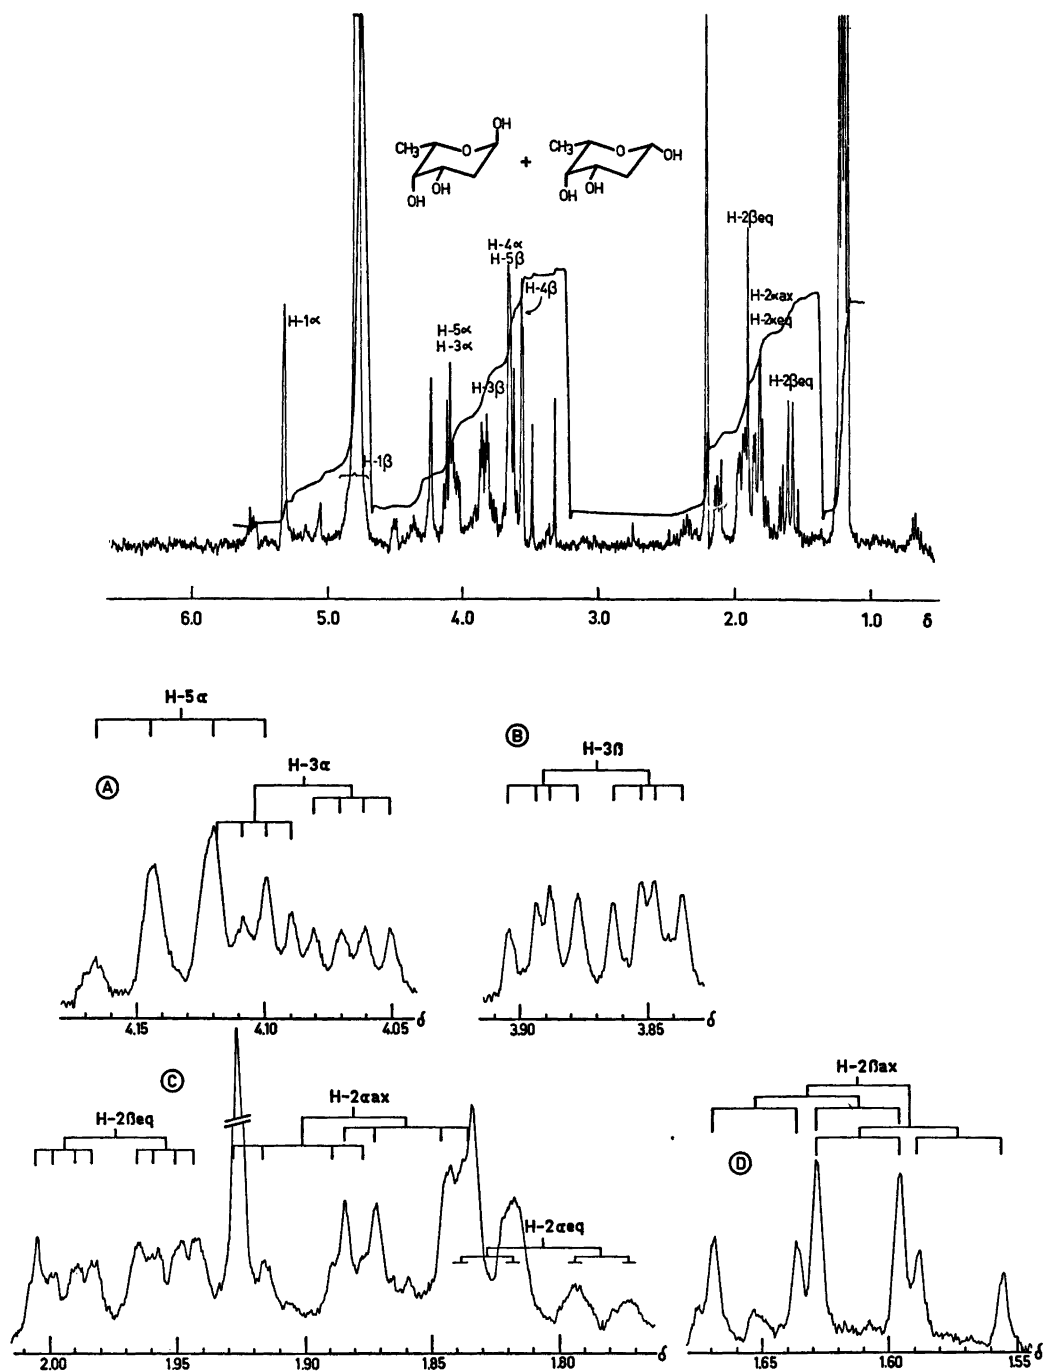 OH
CH₃ O
OH
OH
+
CH₃ O OH
OH
OH
H-2βeq
H-4α
H-5β
H-4β
H-2αax
H-2αeq
H-1α
H-5α
H-3α
H-3β
H-2βeq
H-1β
6.0 5.0 4.0 3.0 2.0 1.0 δ
H-5α
A
H-3α
B
H-3β
4.15 4.10 4.05 δ
3.90 3.85 δ
C
H-2βeq
H-2αax
H-2αeq
2.00 1.95 1.90 1.85 1.80 δ
H-2βax
D
1.65 1.60 1.55 δ